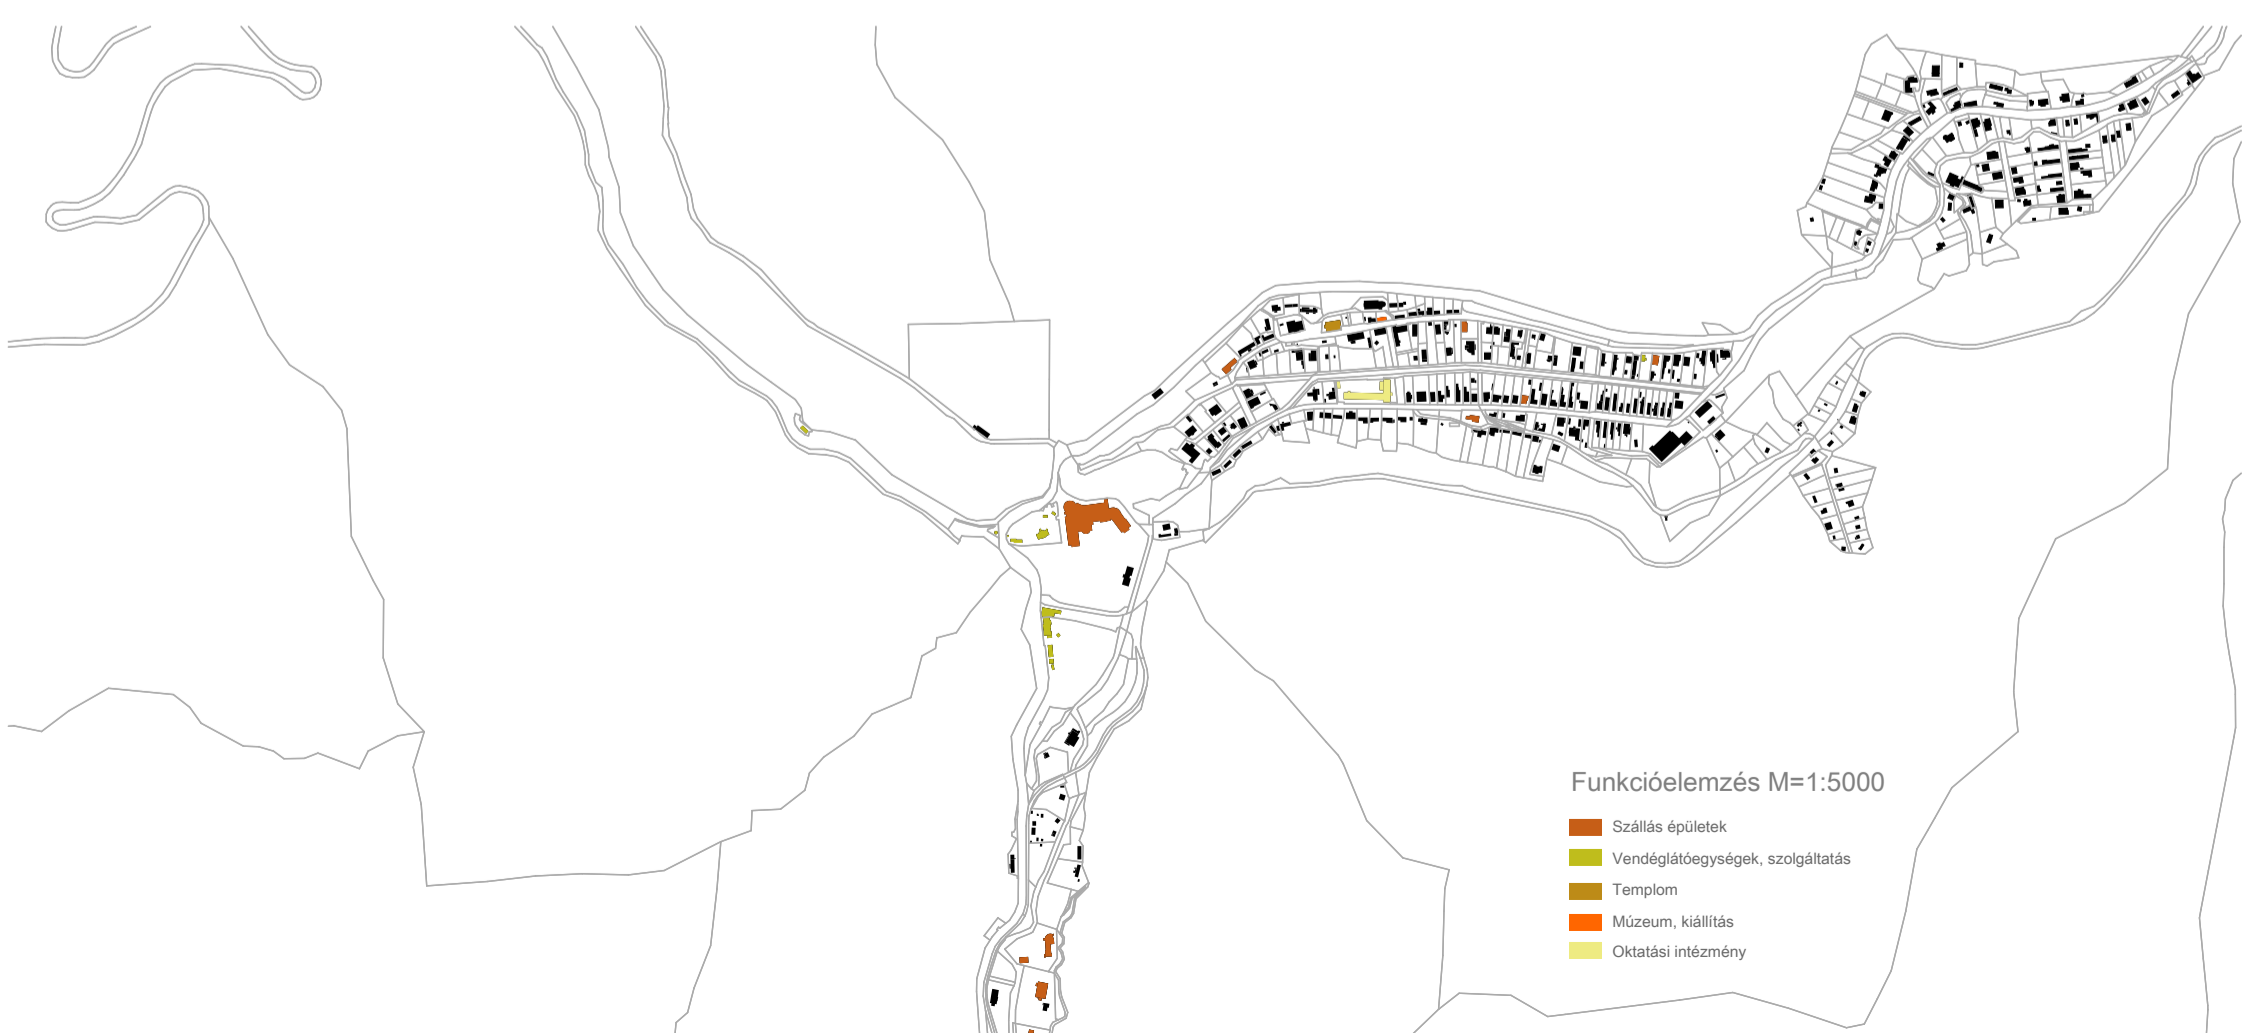 Funkcióelemzés M=1:5000
Szállás épületek
Vendéglátóegységek, szolgáltatás
Templom
Múzeum, kiállítás
Oktatási intézmény